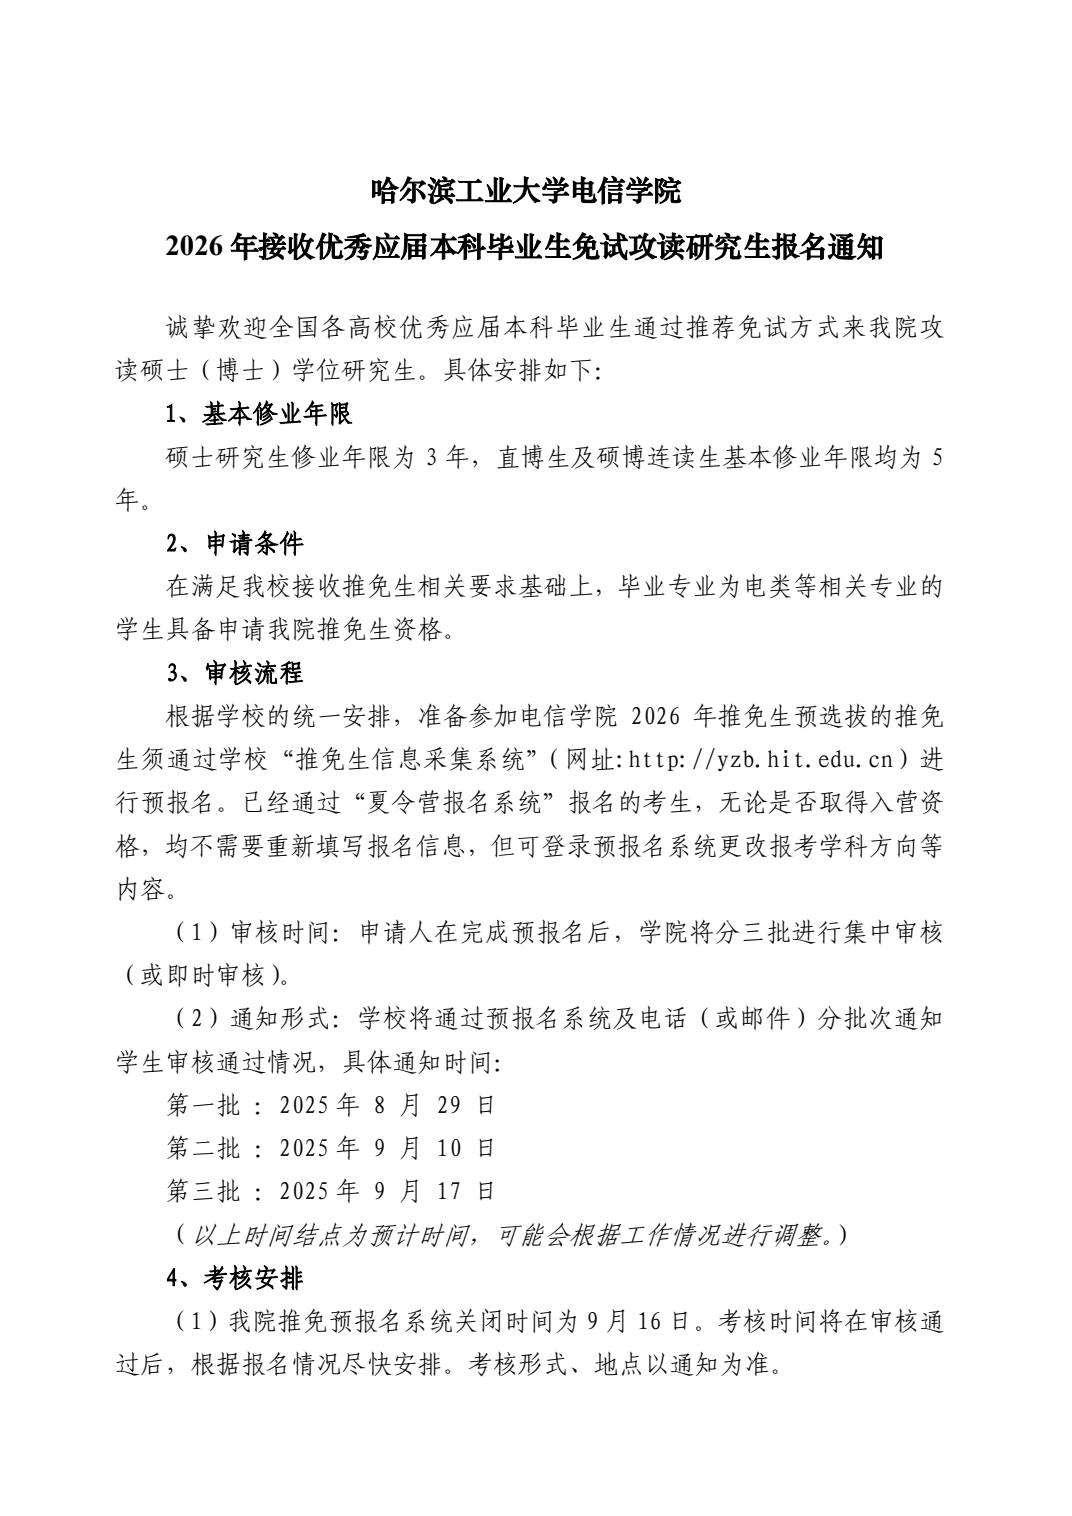 哈尔滨工业大学电信学院
2026 年接收优秀应届本科毕业生免试攻读研究生报名通知
诚挚欢迎全国各高校优秀应届本科毕业生通过推荐免试方式来我院攻
读硕士（博士）学位研究生。具体安排如下：
1、基本修业年限
硕士研究生修业年限为 3 年，直博生及硕博连读生基本修业年限均为 5
年。
2、申请条件
在满足我校接收推免生相关要求基础上，毕业专业为电类等相关专业的
学生具备申请我院推免生资格。
3、审核流程
根据学校的统一安排，准备参加电信学院 2026 年推免生预选拔的推免
生须通过学校“推免生信息采集系统”（网址:http://yzb.hit.edu.cn）进
行预报名。已经通过“夏令营报名系统”报名的考生，无论是否取得入营资
格，均不需要重新填写报名信息，但可登录预报名系统更改报考学科方向等
内容。
（1）审核时间：申请人在完成预报名后，学院将分三批进行集中审核
（或即时审核）。
（2）通知形式：学校将通过预报名系统及电话（或邮件）分批次通知
学生审核通过情况，具体通知时间：
第一批 ：2025 年 8 月 29 日
第二批 ：2025 年 9 月 10 日
第三批 ：2025 年 9 月 17 日
（以上时间结点为预计时间，可能会根据工作情况进行调整。）
4、考核安排
（1）我院推免预报名系统关闭时间为 9 月 16 日。考核时间将在审核通
过后，根据报名情况尽快安排。考核形式、地点以通知为准。